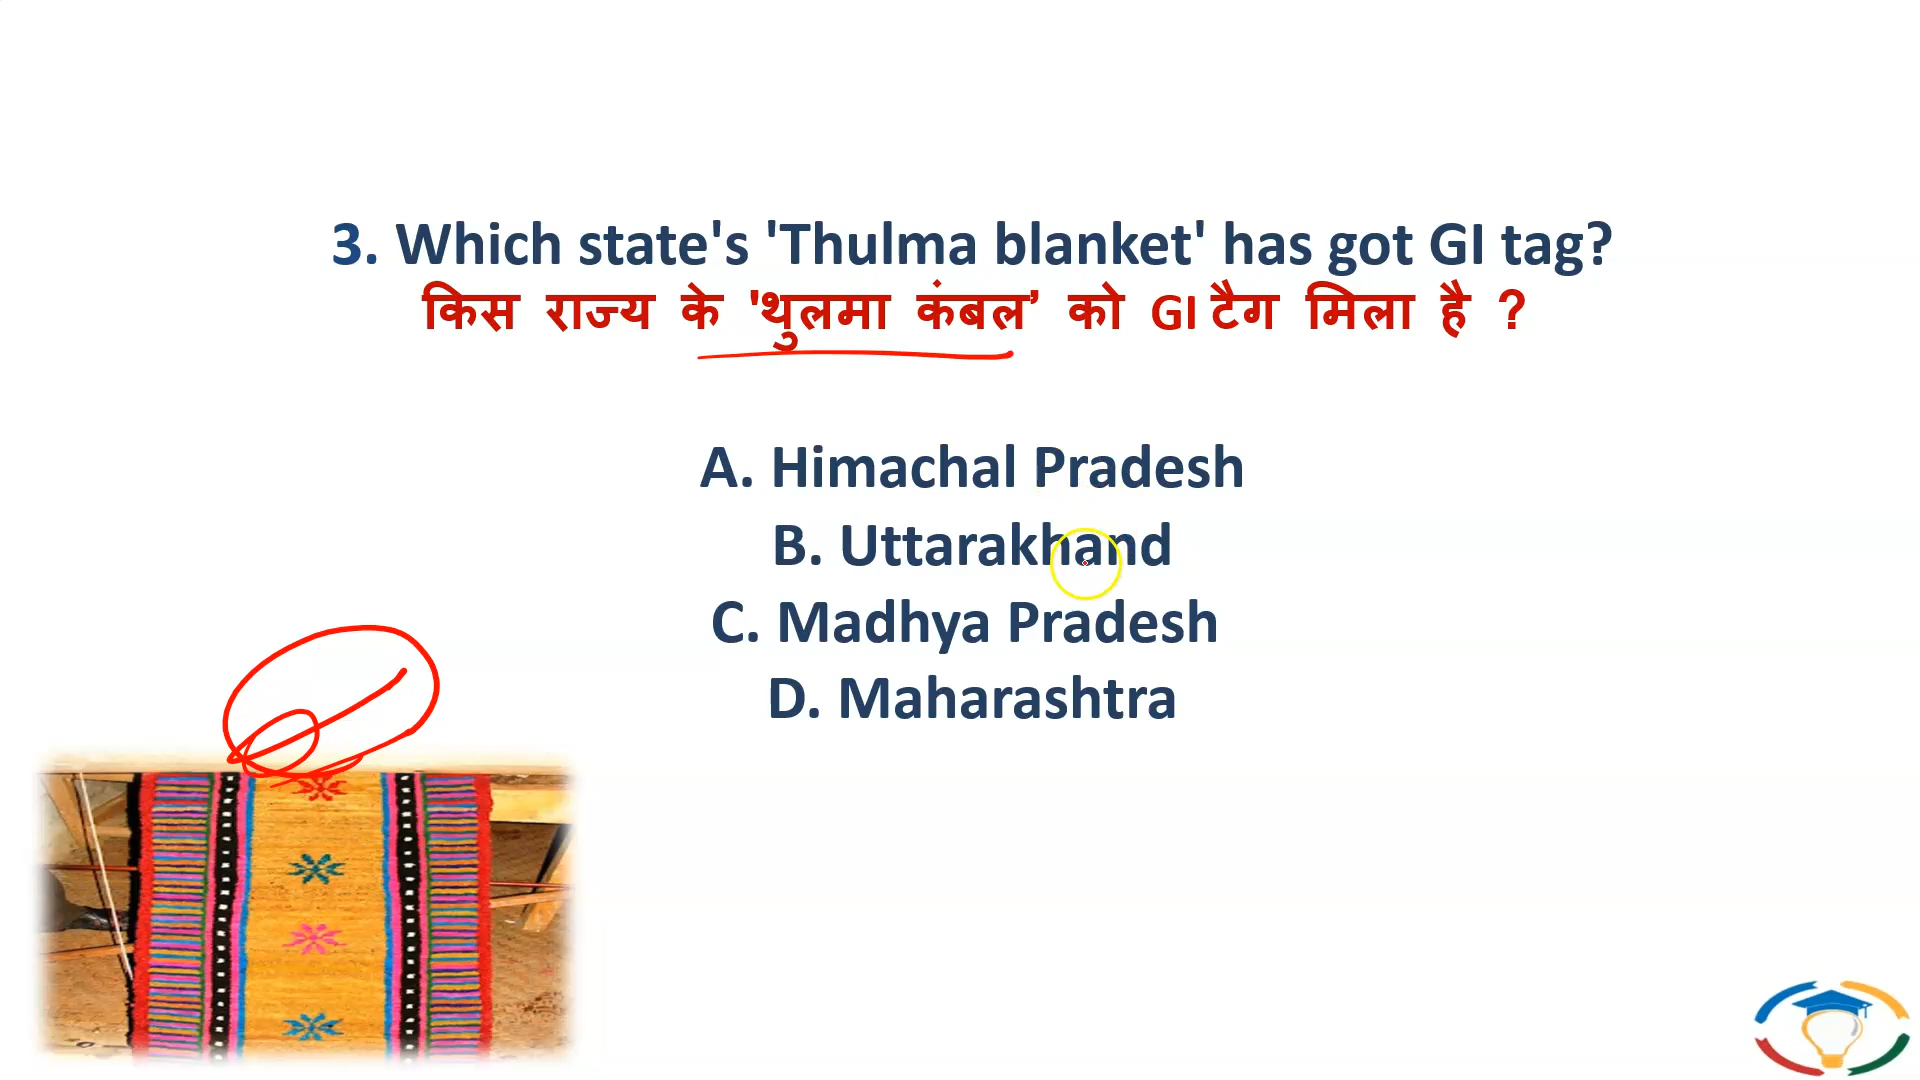 3. Which state's 'Thulma blanket' has got GI tag?
किस राज्य के 'थुलमा कंबल’ को GI टैग मिला है ?
A. Himachal Pradesh
B. Uttarakhand
C. Madhya Pradesh
D. Maharashtra